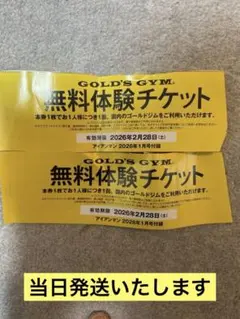 GOLD'S GYM.
無料体験チケット
本券1枚でお1人様につき1回、国内のゴールドジムをご利用いただけます。
有効期限 2026年2月28日(土)
アイアンマン 2026年1月号付録
GOLD'S GYM.
無料体験チケット
本券1枚でお1人様につき1回、国内のゴールドジムをご利用いただけます。
有効期限 2026年2月28日(土)
アイアンマン 2026年1月号付録
当日発送いたします